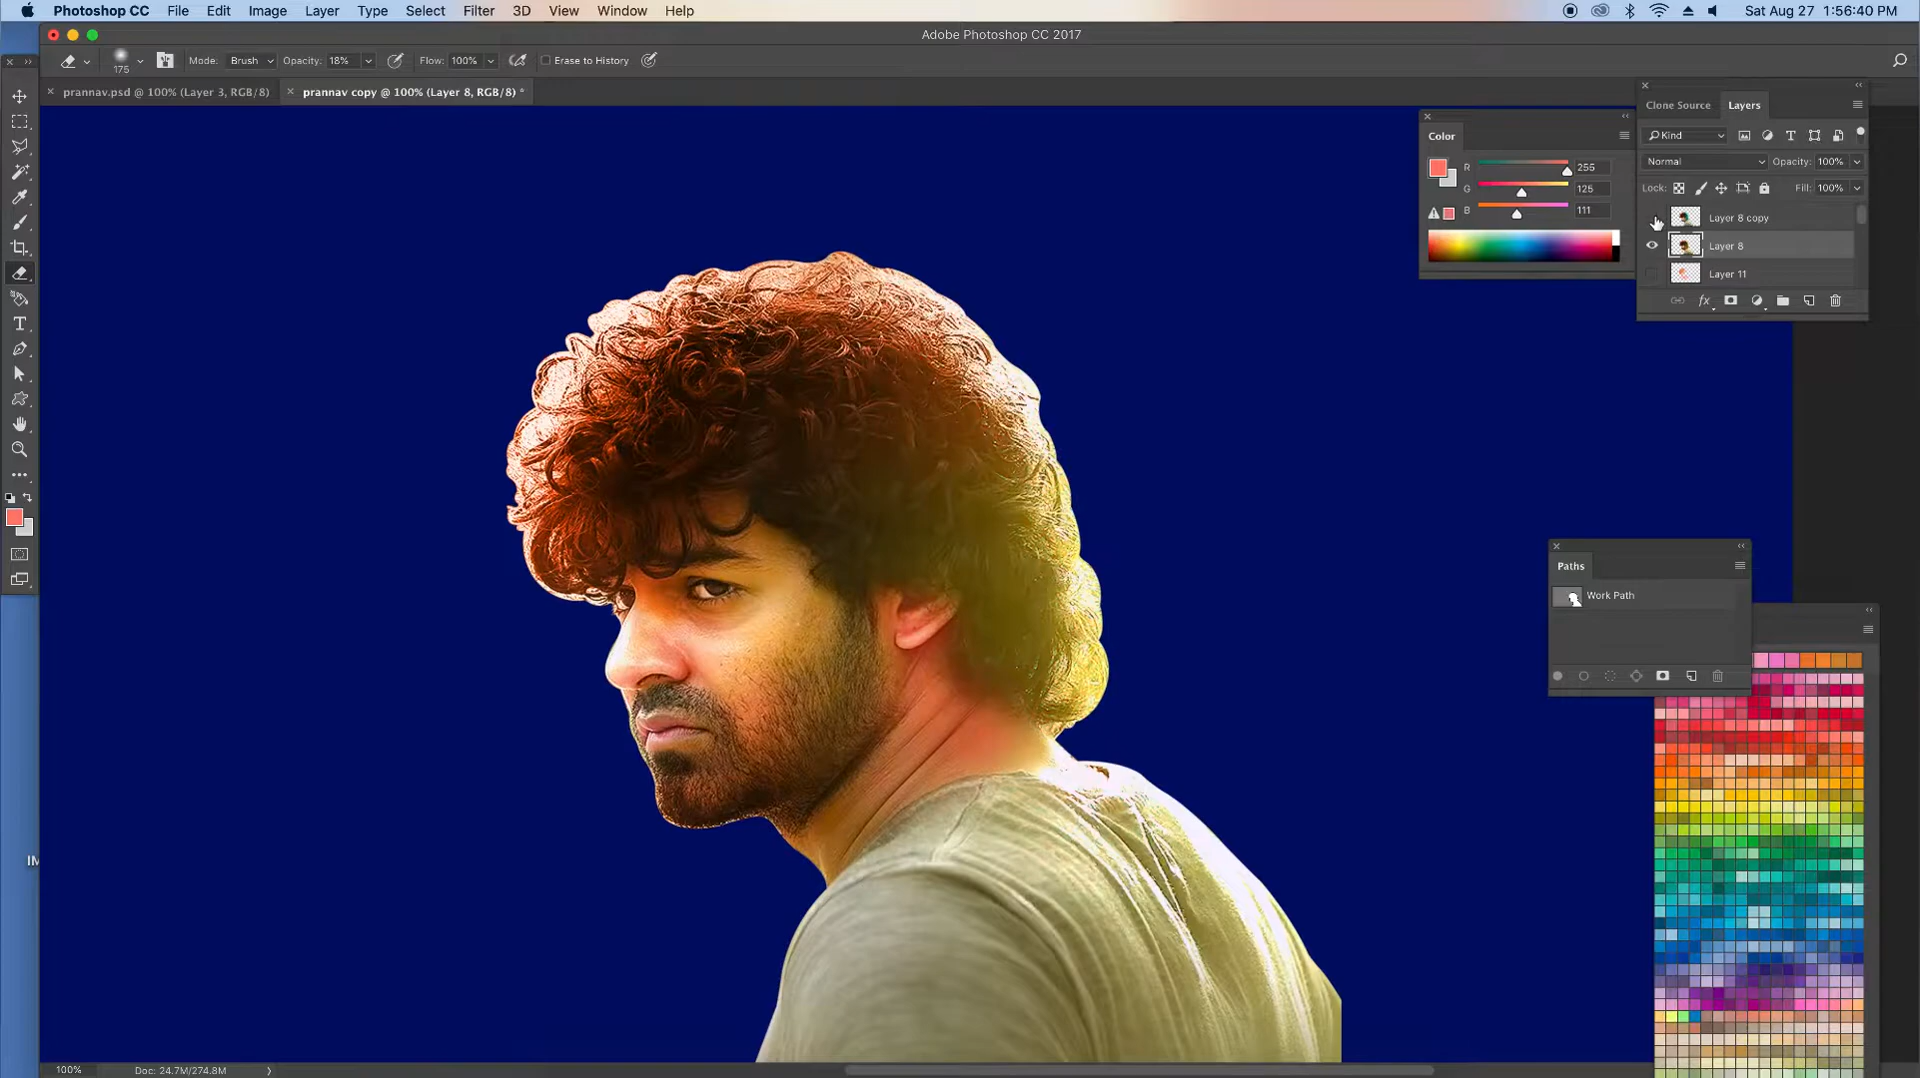 Photoshop CC File Edit Image Layer Type Select Filter 3D View Window Help Sat Aug 27 1:56:40 PM
Adobe Photoshop CC 2017
175 Mode: Brush Opacity: 18% Flow: 100% Erase to History
prannav.psd @ 100% (Layer 3, RGB/8) prannav copy @ 100% (Layer 8, RGB/8) *
Clone Source Layers
Color
Kind
Normal Opacity: 100%
R 255
G 125
B 111
Lock: Fill: 100%
Layer 8 copy
Layer 8
Layer 11
fx
Paths
Work Path
IM
100% Doc: 24.7M/274.8M